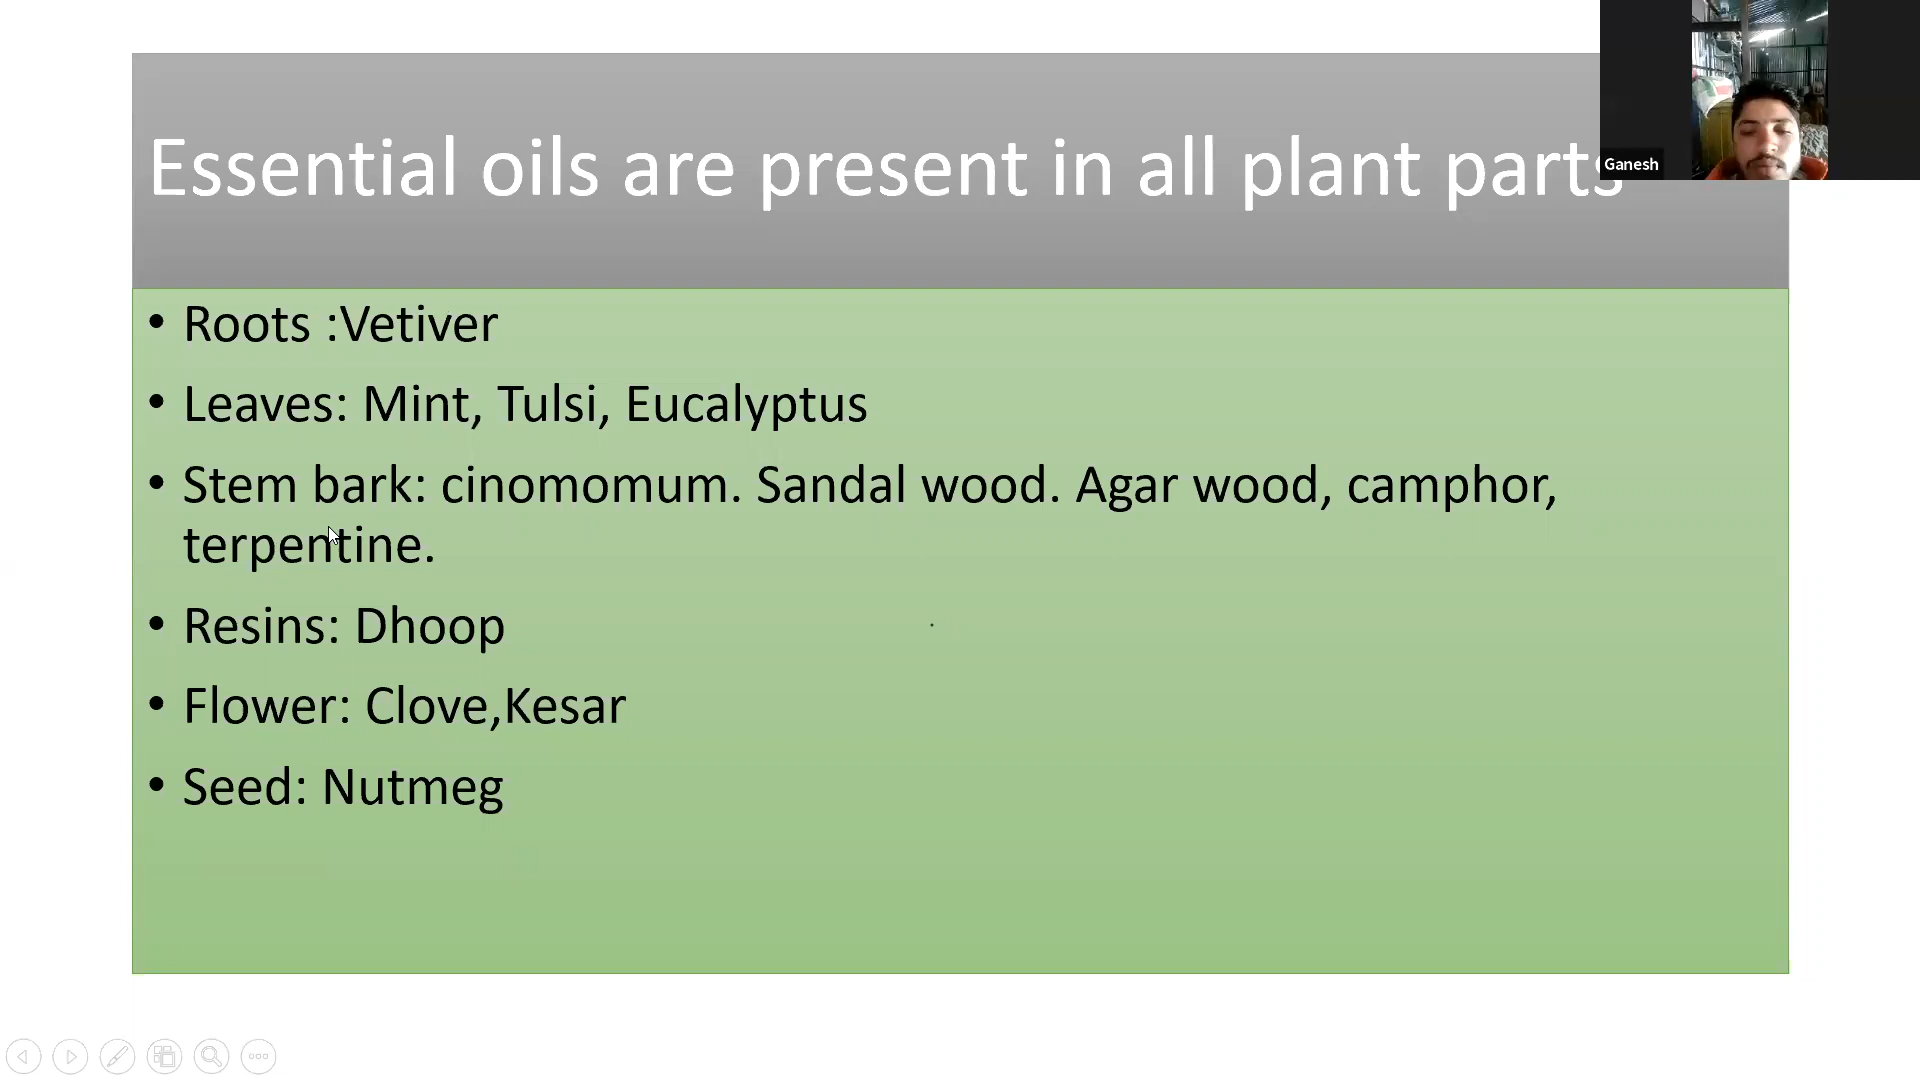 Essential oils are present in all plant parts
Ganesh
• Roots :Vetiver
• Leaves: Mint, Tulsi, Eucalyptus
• Stem bark: cinomomum. Sandal wood. Agar wood, camphor,
terpentine.
• Resins: Dhoop
• Flower: Clove,Kesar
• Seed: Nutmeg